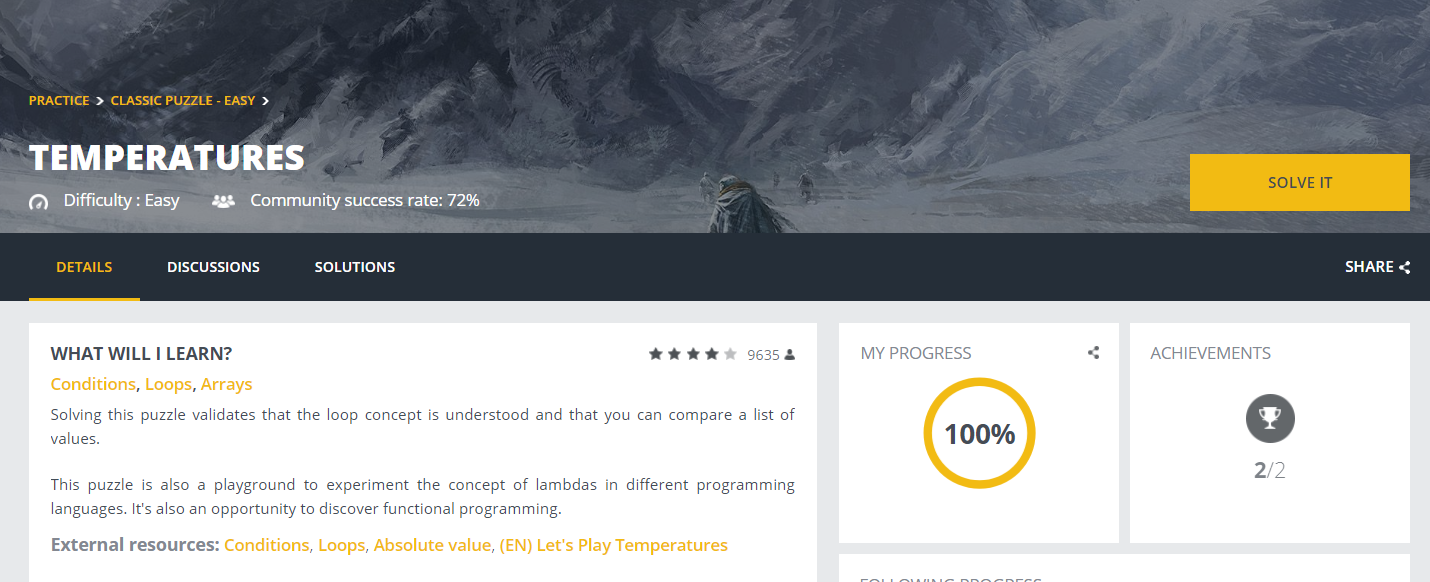 PRACTICE > CLASSIC PUZZLE - EASY >
TEMPERATURES
Difficulty : Easy Community success rate: 72%
SOLVE IT
DETAILS DISCUSSIONS SOLUTIONS SHARE
WHAT WILL I LEARN? 9635
Conditions, Loops, Arrays
Solving this puzzle validates that the loop concept is understood and that you can compare a list of
values.
This puzzle is also a playground to experiment the concept of lambdas in different programming
languages. It's also an opportunity to discover functional programming.
External resources: Conditions, Loops, Absolute value, (EN) Let's Play Temperatures
MY PROGRESS
100%
ACHIEVEMENTS
2/2
FOLLOWING PROGRESS